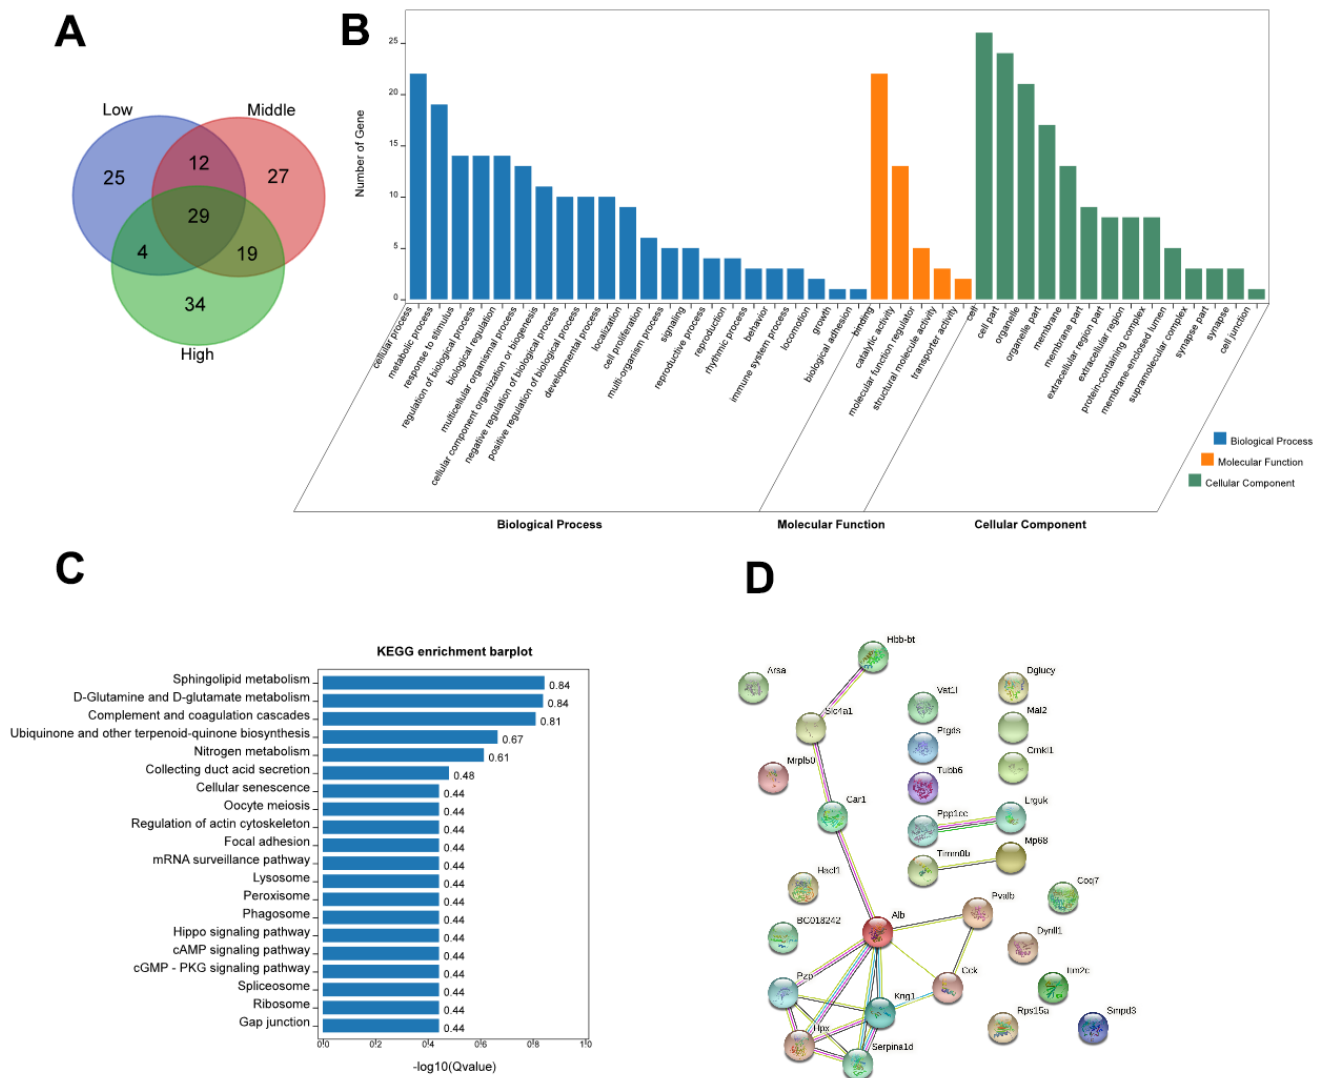 A
Low
Middle
25
12
27
29
4
19
34
High
B
Number of Gene
25
20
15
10
5
0
cellular process
metabolic process
response to stimulus
regulation of biological process
biological regulation
multicellular organismal process
cellular component organization or biogenesis
negative regulation of biological process
positive regulation of biological process
developmental process
localization
cell proliferation
multi-organism process
signaling
reproductive process
reproduction
rhythmic process
behavior
immune system process
locomotion
growth
biological adhesion
binding
catalytic activity
molecular function regulator
structural molecule activity
transporter activity
cell
cell part
organelle
organelle part
membrane
membrane part
extracellular region part
extracellular region
protein-containing complex
membrane-enclosed lumen
supramolecular complex
synapse part
synapse
cell junction
Biological Process
Molecular Function
Cellular Component
Biological Process
Molecular Function
Cellular Component
C
KEGG enrichment barplot
Sphingolipid metabolism 0.84
D-Glutamine and D-glutamate metabolism 0.84
Complement and coagulation cascades 0.81
Ubiquinone and other terpenoid-quinone biosynthesis 0.67
Nitrogen metabolism 0.61
Collecting duct acid secretion 0.48
Cellular senescence 0.44
Oocyte meiosis 0.44
Regulation of actin cytoskeleton 0.44
Focal adhesion 0.44
mRNA surveillance pathway 0.44
Lysosome 0.44
Peroxisome 0.44
Phagosome 0.44
Hippo signaling pathway 0.44
cAMP signaling pathway 0.44
cGMP - PKG signaling pathway 0.44
Spliceosome 0.44
Ribosome 0.44
Gap junction 0.44
0.0 0.2 0.4 0.6 0.8 1.0
-log10(Qvalue)
D
Hbb-bt
Arsa
Dglucy
Vat1l
Slc4a1
Mal2
Ptgds
Cmkl1
Mrpl50
Tubb6
Car1
Ppp1cc
Lrguk
Timm8b
Mp68
Hacl1
Coq7
Pvalb
Alb
BC018242
Dynll1
Pzp
Cck
Itm2c
Kng1
Hpx
Rps15a
Smpd3
Serpina1d